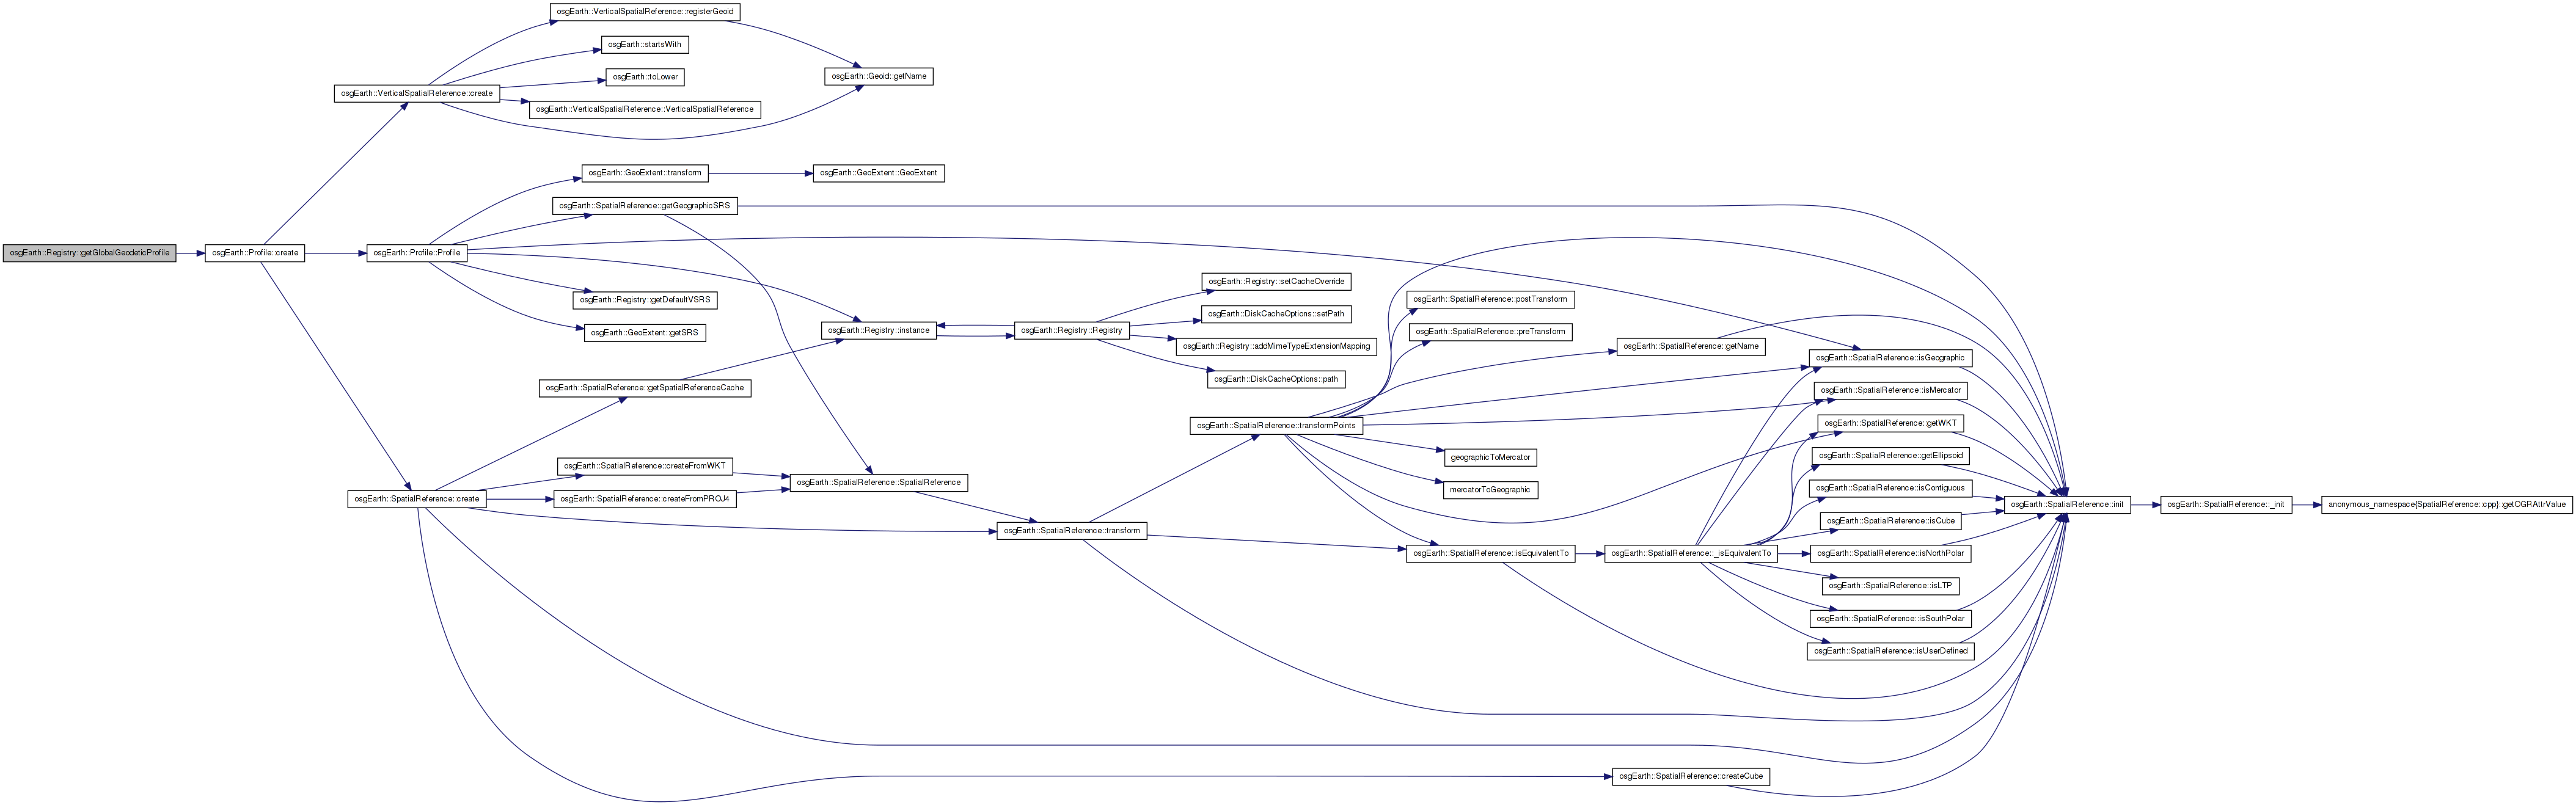 osgEarth::VerticalSpatialReference::registerGeoid
osgEarth::startsWith
osgEarth::toLower
osgEarth::Geoid::getName
osgEarth::VerticalSpatialReference::create
osgEarth::VerticalSpatialReference::VerticalSpatialReference
osgEarth::GeoExtent::transform
osgEarth::GeoExtent::GeoExtent
osgEarth::SpatialReference::getGeographicSRS
osgEarth::Registry::getGlobalGeodeticProfile
osgEarth::Profile::create
osgEarth::Profile::Profile
osgEarth::Registry::getDefaultVSRS
osgEarth::GeoExtent::getSRS
osgEarth::Registry::instance
osgEarth::Registry::Registry
osgEarth::Registry::setCacheOverride
osgEarth::DiskCacheOptions::setPath
osgEarth::Registry::addMimeTypeExtensionMapping
osgEarth::DiskCacheOptions::path
osgEarth::SpatialReference::postTransform
osgEarth::SpatialReference::preTransform
osgEarth::SpatialReference::getName
osgEarth::SpatialReference::isGeographic
osgEarth::SpatialReference::isMercator
osgEarth::SpatialReference::getWKT
osgEarth::SpatialReference::getEllipsoid
osgEarth::SpatialReference::isContiguous
osgEarth::SpatialReference::isCube
osgEarth::SpatialReference::isNorthPolar
osgEarth::SpatialReference::isLTP
osgEarth::SpatialReference::isSouthPolar
osgEarth::SpatialReference::isUserDefined
osgEarth::SpatialReference::getSpatialReferenceCache
osgEarth::SpatialReference::transformPoints
geographicToMercator
mercatorToGeographic
osgEarth::SpatialReference::createFromWKT
osgEarth::SpatialReference::SpatialReference
osgEarth::SpatialReference::create
osgEarth::SpatialReference::createFromPROJ4
osgEarth::SpatialReference::transform
osgEarth::SpatialReference::isEquivalentTo
osgEarth::SpatialReference::_isEquivalentTo
osgEarth::SpatialReference::init
osgEarth::SpatialReference::_init
anonymous_namespace{SpatialReference::cpp}::getOGRAttrValue
osgEarth::SpatialReference::createCube